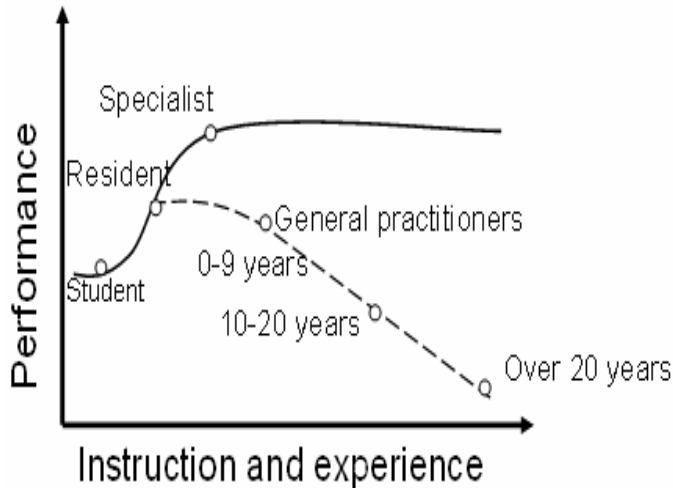 Performance
Specialist
Resident
General practitioners
Student
0-9 years
10-20 years
Over 20 years
Instruction and experience